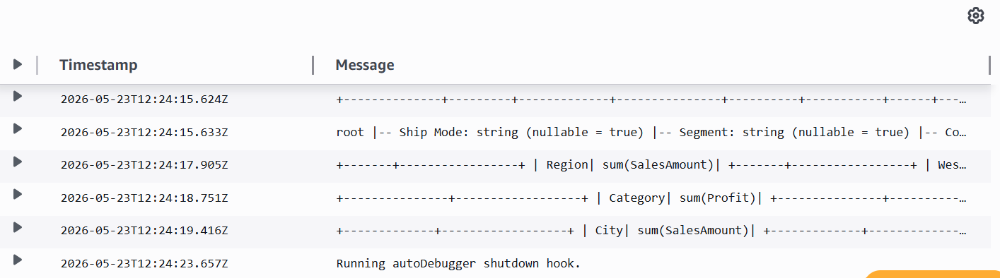 Timestamp Message
2026-05-23T12:24:15.624Z +--------------+---------+-------------+---------------+----------+-----------+------+---…
2026-05-23T12:24:15.633Z root |-- Ship Mode: string (nullable = true) |-- Segment: string (nullable = true) |-- Co…
2026-05-23T12:24:17.905Z +-------+-----------------+ | Region| sum(SalesAmount)| +-------+-----------------+ | Wes…
2026-05-23T12:24:18.751Z +---------------+------------------+ | Category| sum(Profit)| +---------------+----------…
2026-05-23T12:24:19.416Z +-------------+------------------+ | City| sum(SalesAmount)| +-------------+-------------…
2026-05-23T12:24:23.657Z Running autoDebugger shutdown hook.